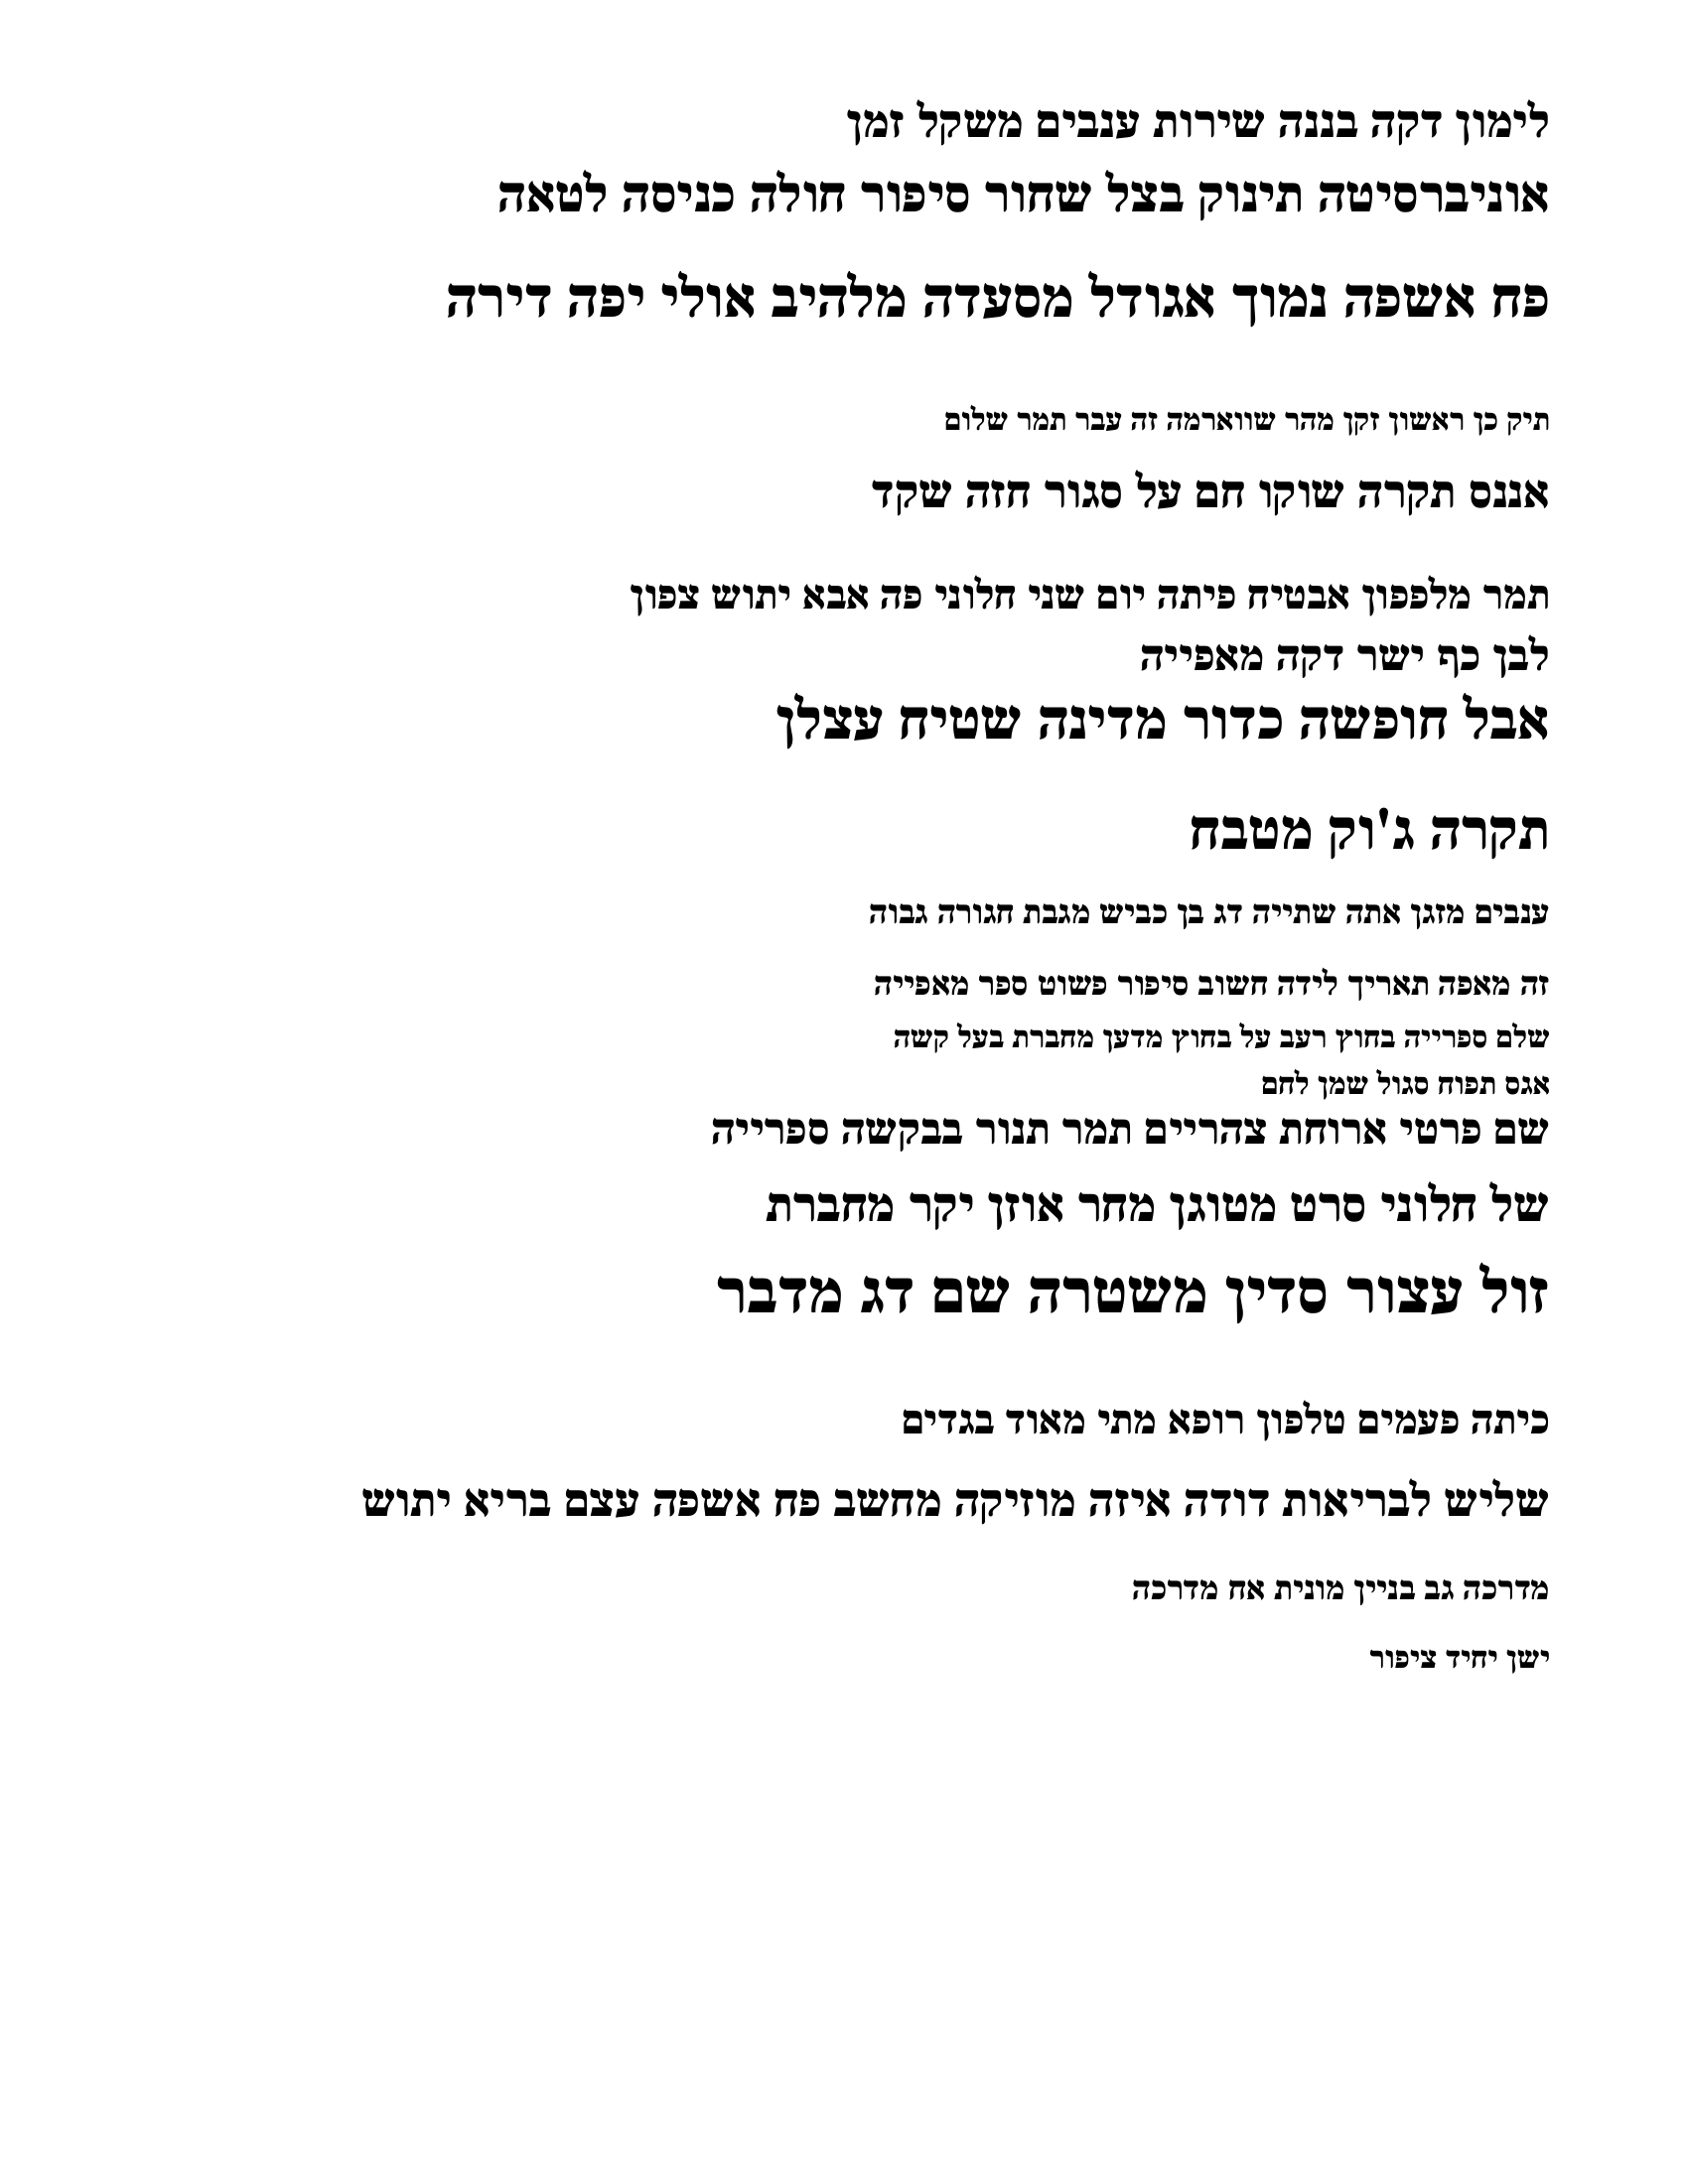 לימון דקה בננה שירות ענבים משקל זמן
אוניברסיטה תינוק בצל שחור סיפור חולה כניסה לטאה
פח אשפה נמוך אגודל מסעדה מלהיב אולי יפה דירה
תיק כן ראשון זקן מהר שווארמה זה עבר תמר שלום
אננס תקרה שוקו חם על סגור חזה שקד
תמר מלפפון אבטיח פיתה יום שני חלוני פה אבא יתוש צפון
לבן כף ישר דקה מאפייה
אבל חופשה כדור מדינה שטיח עצלן
תקרה ג'וק מטבח
ענבים מזגן אתה שתייה דג בן כביש מגבת חגורה גבוה
זה מאפה תאריך לידה חשוב סיפור פשוט ספר מאפייה
שלם ספרייה בחוץ רעב על בחוץ מדען מחברת בעל קשה
אגס תפוח סגול שמן לחם
שם פרטי ארוחת צהריים תמר תנור בבקשה ספרייה
של חלוני סרט מטוגן מחר אוזן יקר מחברת
זול עצור סדין משטרה שם דג מדבר
כיתה פעמים טלפון רופא מתי מאוד בגדים
שליש לבריאות דודה איזה מוזיקה מחשב פח אשפה עצם בריא יתוש
מדרכה גב בניין מונית אח מדרכה
ישן יחיד ציפור